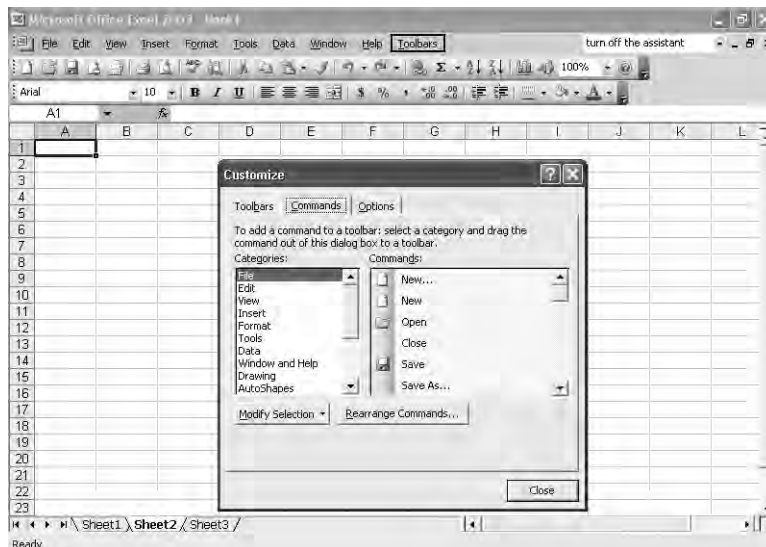 Microsoft Office Excel 2003 - Book1
File Edit View Insert Format Tools Data Window Help Toolbars turn off the assistant
100%
Arial 10 B I U $ % ,
A1 fx
A B C D E F G H I J K L
1
2
3
4
5
6
7
8
9
10
11
12
13
14
15
16
17
18
19
20
21
22
23
Customize
Toolbars Commands Options
To add a command to a toolbar: select a category and drag the
command out of this dialog box to a toolbar.
Categories: Commands:
File
Edit
View
Insert
Format
Tools
Data
Window and Help
Drawing
AutoShapes
New...
New
Open
Close
Save
Save As...
Modify Selection Rearrange Commands...
Close
Sheet1 Sheet2 Sheet3
Ready